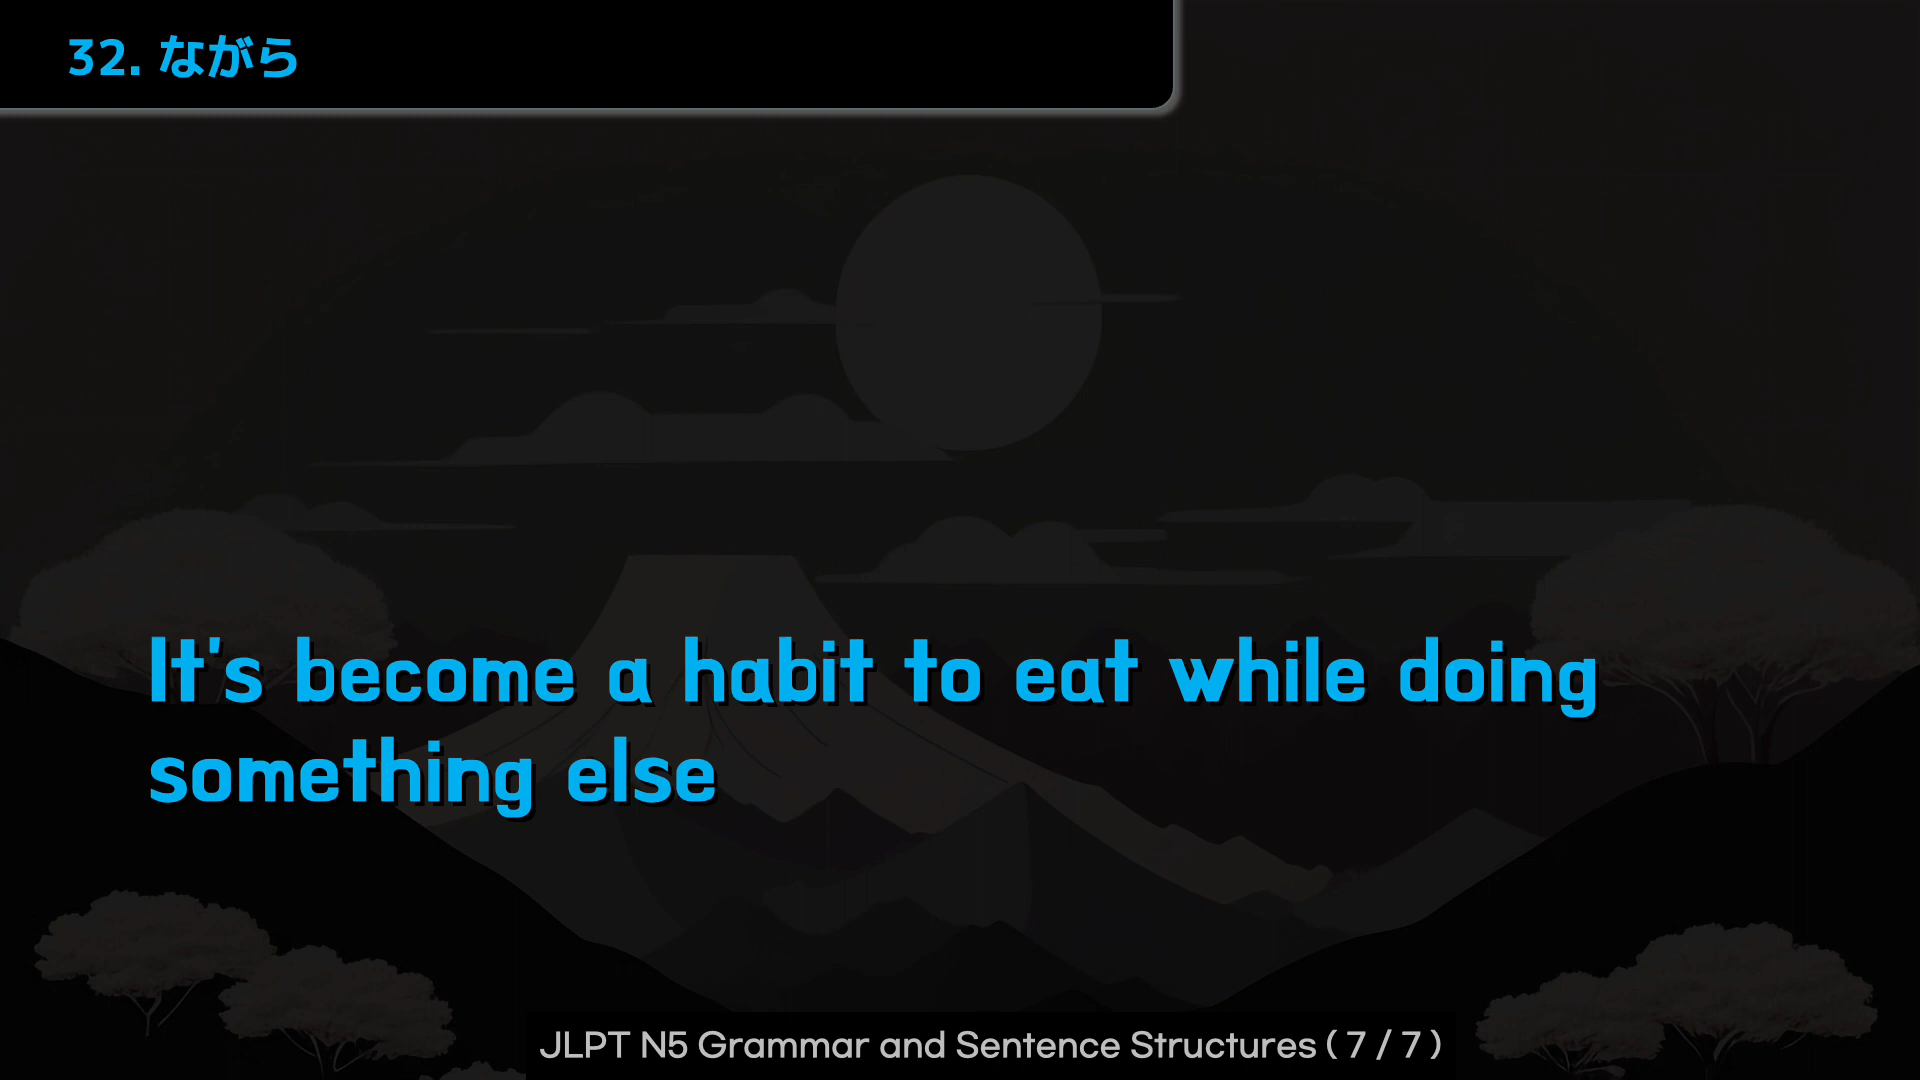 32. ながら
It's become a habit to eat while doing
something else
JLPT N5 Grammar and Sentence Structures ( 7 / 7 )